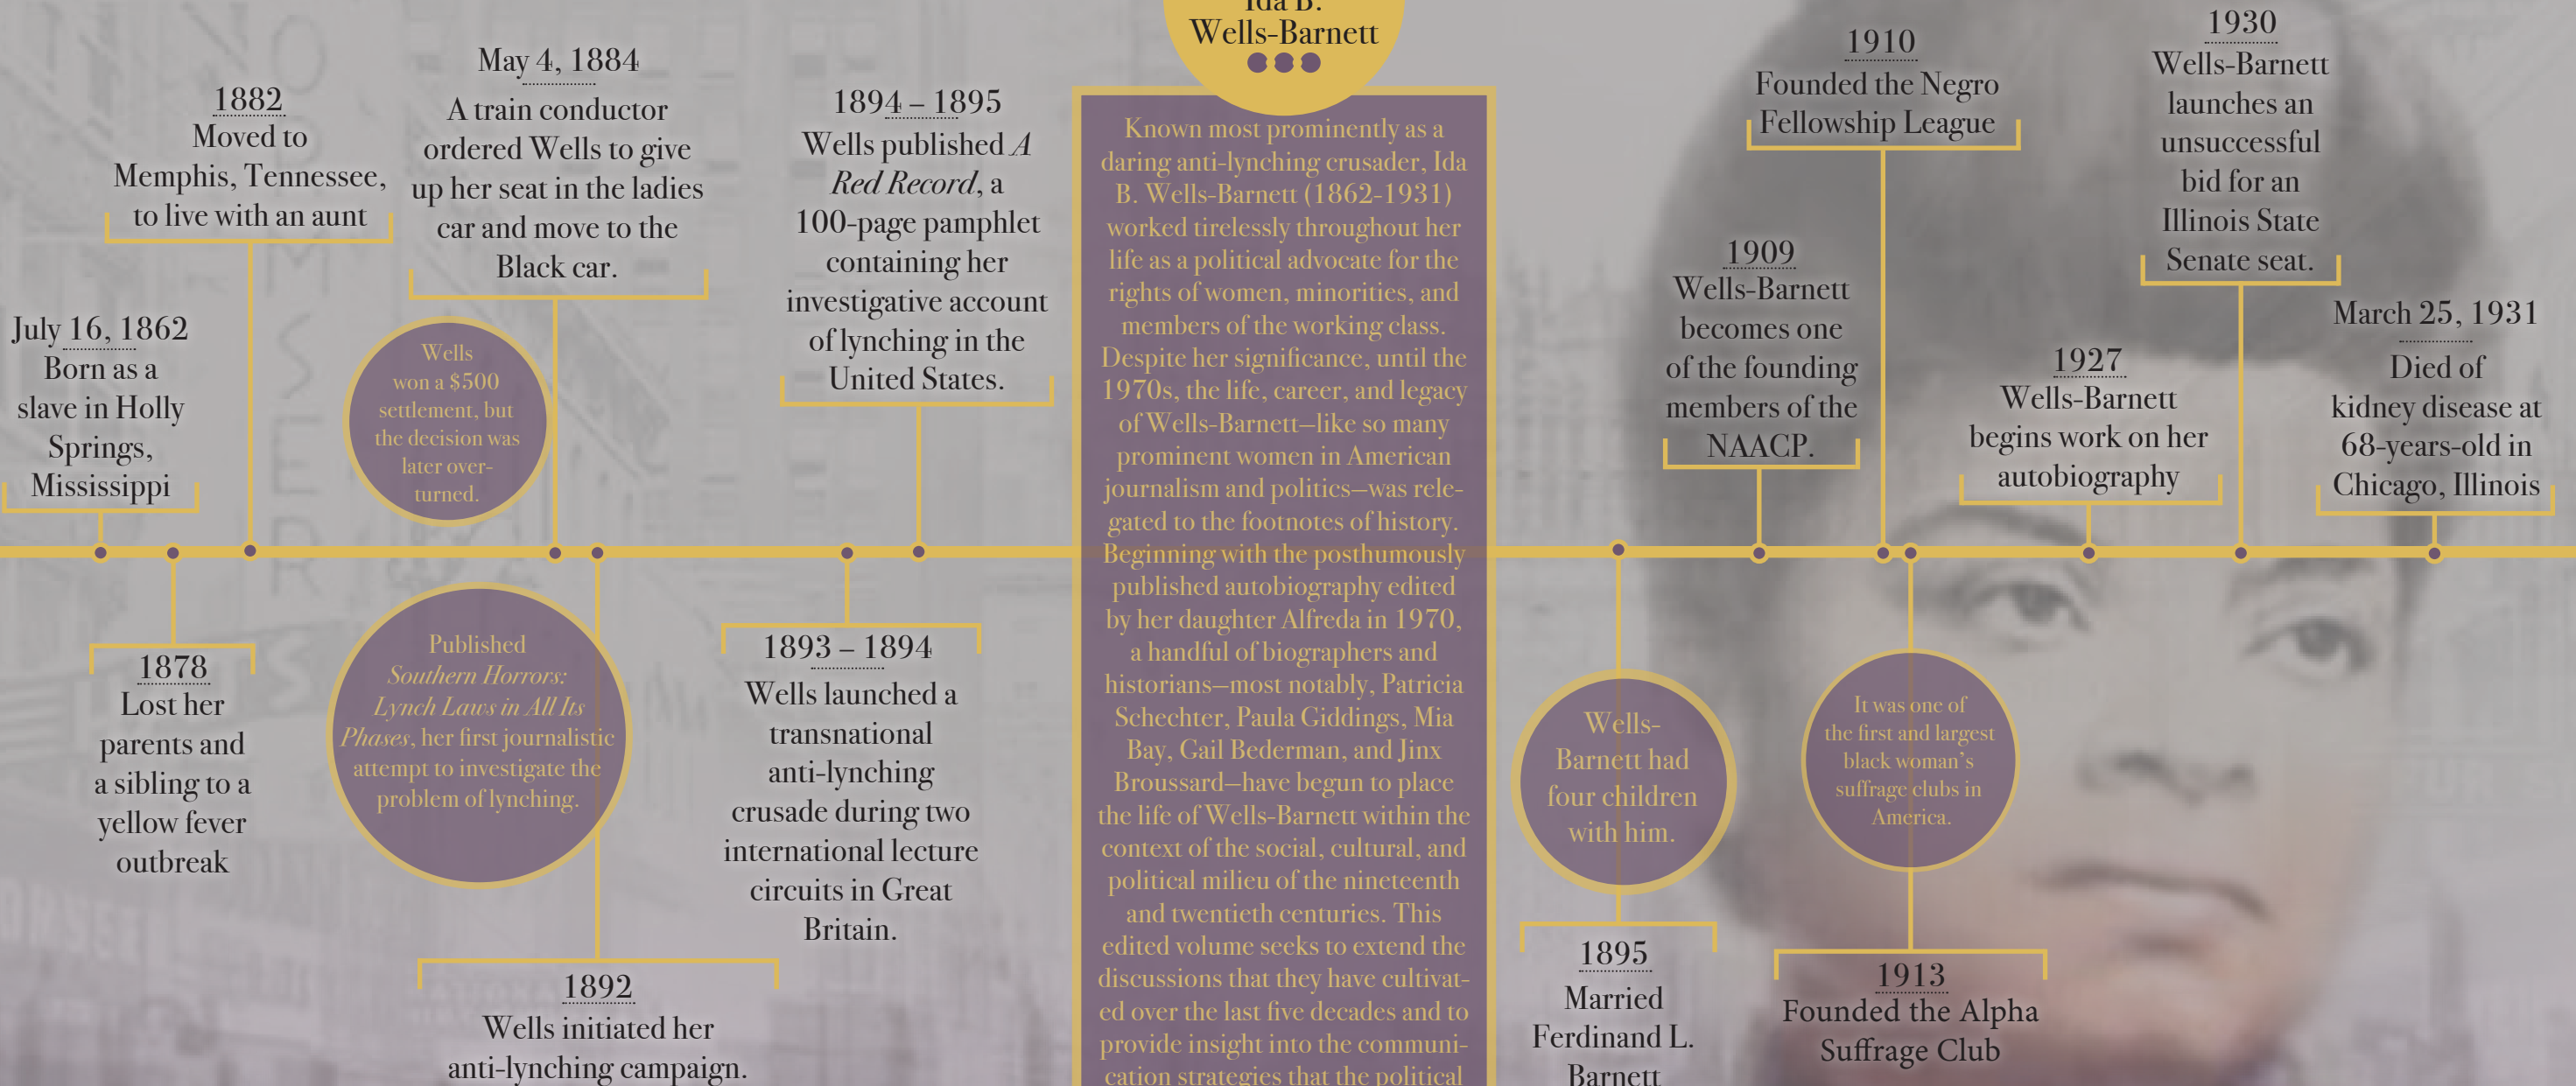 July 16, 1862
Born as a
slave in Holly
Springs,
Mississippi
1878
Lost her
parents and
a sibling to a
yellow fever
outbreak
1882
Moved to
Memphis, Tennessee,
to live with an aunt
May 4, 1884
A train conductor
ordered Wells to give
up her seat in the ladies
car and move to the
Black car.
Wells
won a $500
settlement, but
the decision was
later over-
turned.
Published
Southern Horrors:
Lynch Laws in All Its
Phases, her first journalistic
attempt to investigate the
problem of lynching.
1892
Wells initiated her
anti-lynching campaign.
1893 – 1894
Wells launched a
transnational
anti-lynching
crusade during two
international lecture
circuits in Great
Britain.
1894 – 1895
Wells published A
Red Record, a
100-page pamphlet
containing her
investigative account
of lynching in the
United States.
Ida B.
Wells-Barnett
Known most prominently as a
daring anti-lynching crusader, Ida
B. Wells-Barnett (1862-1931)
worked tirelessly throughout her
life as a political advocate for the
rights of women, minorities, and
members of the working class.
Despite her significance, until the
1970s, the life, career, and legacy
of Wells-Barnett—like so many
prominent women in American
journalism and politics—was rele-
gated to the footnotes of history.
Beginning with the posthumously
published autobiography edited
by her daughter Alfreda in 1970,
a handful of biographers and
historians—most notably, Patricia
Schechter, Paula Giddings, Mia
Bay, Gail Bederman, and Jinx
Broussard—have begun to place
the life of Wells-Barnett within the
context of the social, cultural, and
political milieu of the nineteenth
and twentieth centuries. This
edited volume seeks to extend the
discussions that they have cultivat-
ed over the last five decades and to
provide insight into the communi-
cation strategies that the political
Wells-
Barnett had
four children
with him.
1895
Married
Ferdinand L.
Barnett
1909
Wells-Barnett
becomes one
of the founding
members of the
NAACP.
1910
Founded the Negro
Fellowship League
It was one of
the first and largest
black woman's
suffrage clubs in
America.
1913
Founded the Alpha
Suffrage Club
1927
Wells-Barnett
begins work on her
autobiography
1930
Wells-Barnett
launches an
unsuccessful
bid for an
Illinois State
Senate seat.
March 25, 1931
Died of
kidney disease at
68-years-old in
Chicago, Illinois